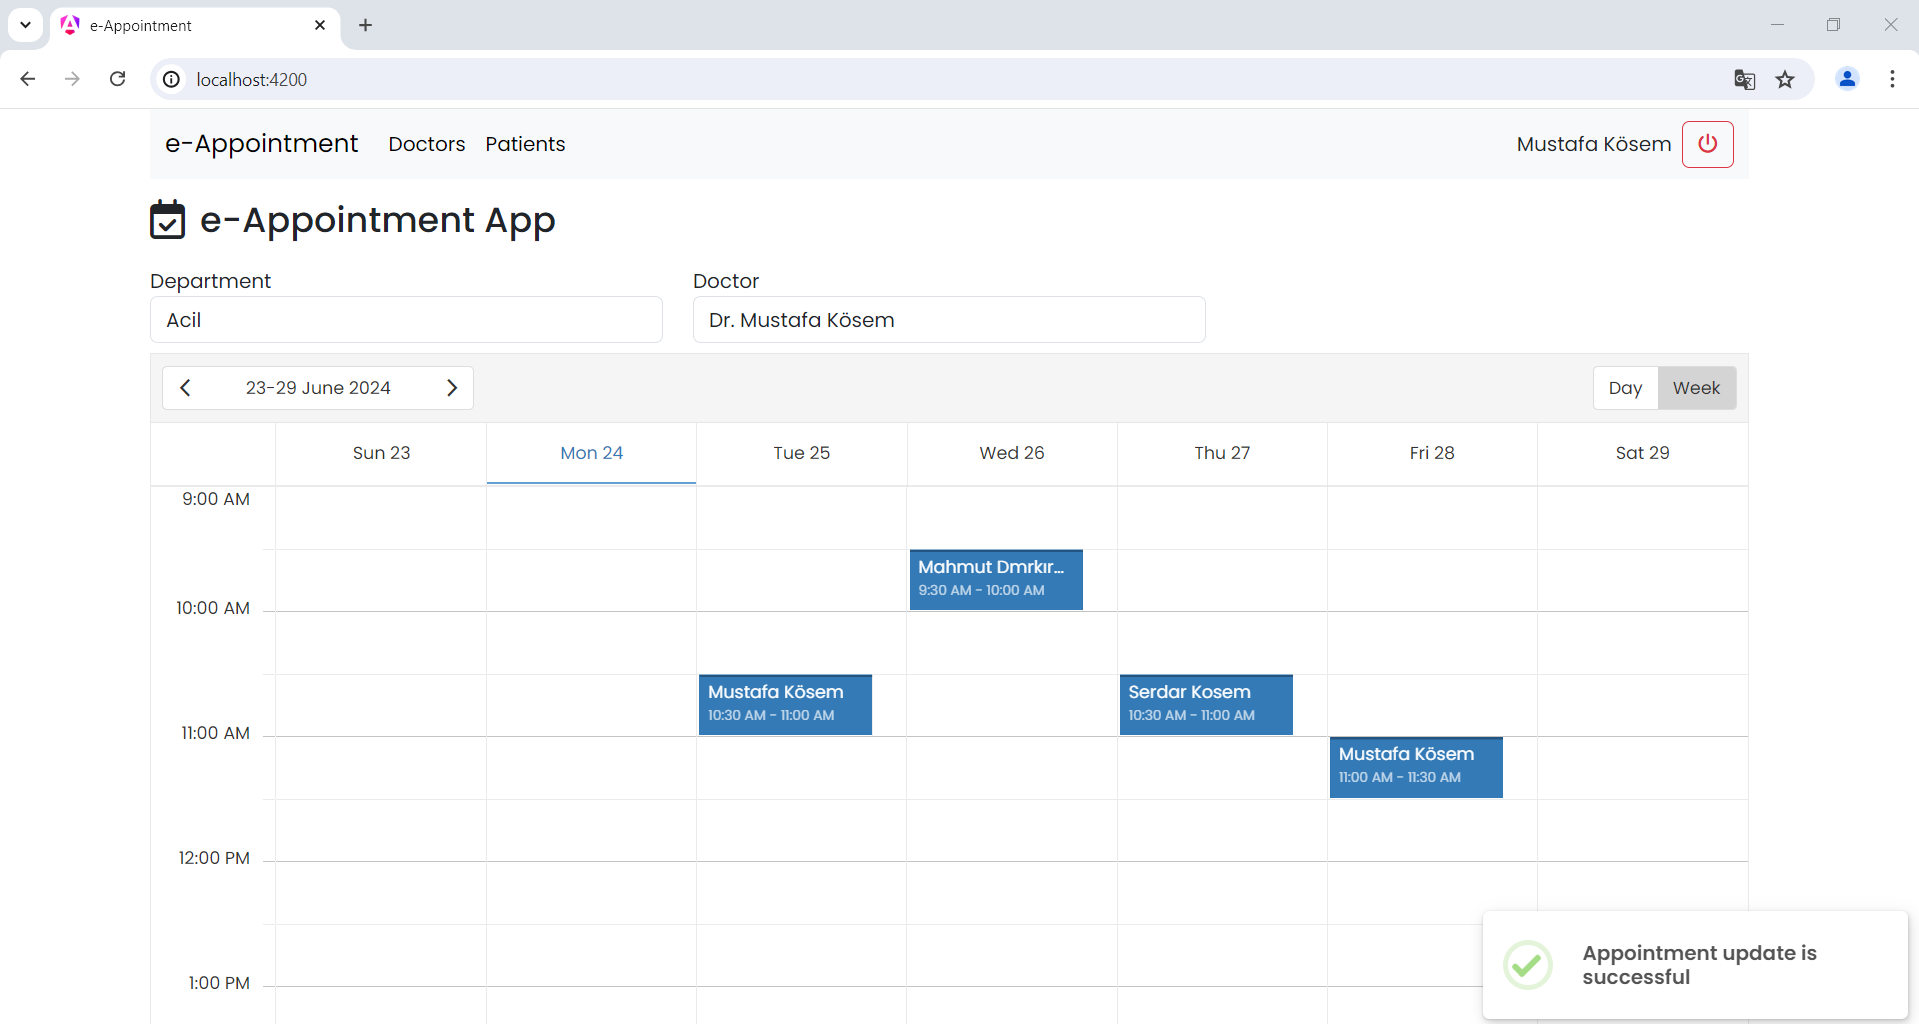 e-Appointment
localhost:4200
e-Appointment Doctors Patients Mustafa Kösem
e-Appointment App
Department Doctor
Acil Dr. Mustafa Kösem
23-29 June 2024 Day Week
Sun 23 Mon 24 Tue 25 Wed 26 Thu 27 Fri 28 Sat 29
9:00 AM
Mahmut Dmrkır...
9:30 AM - 10:00 AM
10:00 AM
Mustafa Kösem Serdar Kosem
10:30 AM - 11:00 AM 10:30 AM - 11:00 AM
11:00 AM
Mustafa Kösem
11:00 AM - 11:30 AM
12:00 PM
Appointment update is
successful
1:00 PM